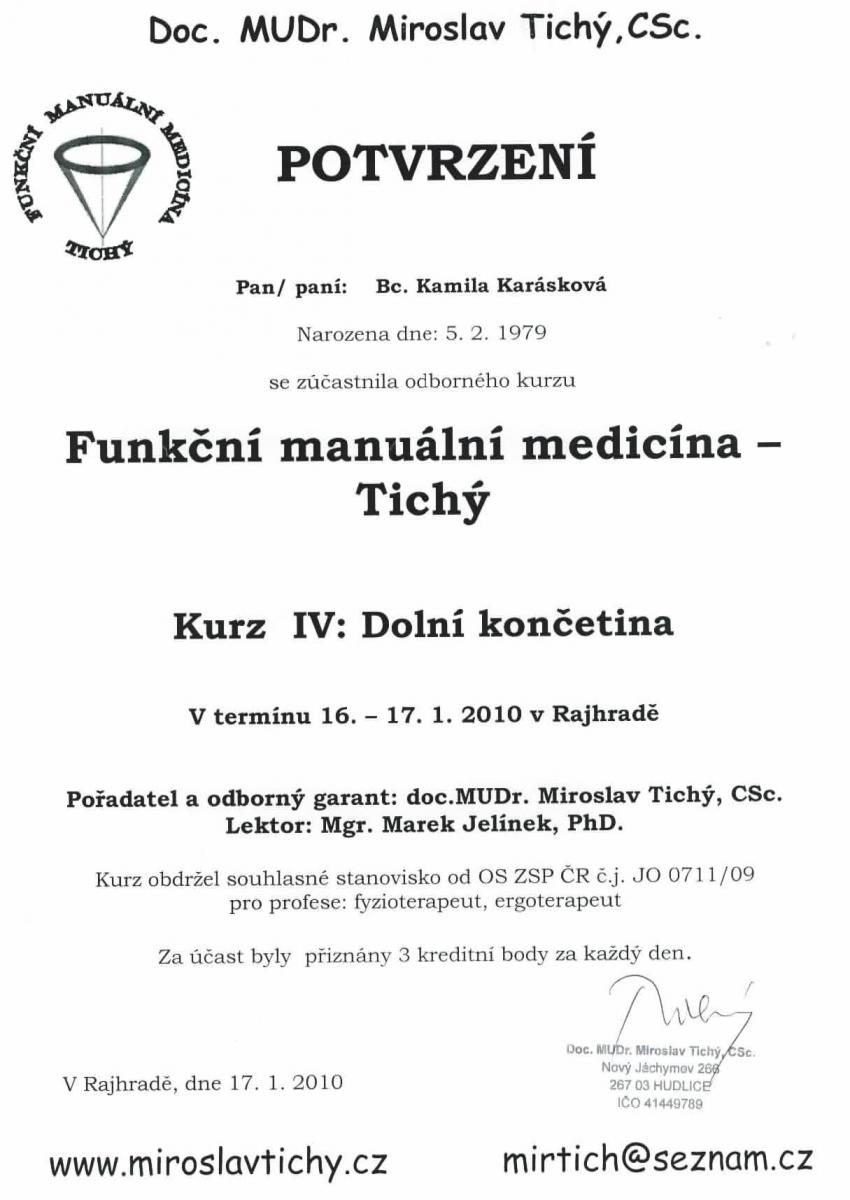 Doc. MUDr. Miroslav Tichý,CSc.
FUNKČNÍ MANUÁLNÍ MEDICÍNA
TICHÝ
POTVRZENÍ
Pan/ paní: Bc. Kamila Karásková
Narozena dne: 5. 2. 1979
se zúčastnila odborného kurzu
Funkční manuální medicína –
Tichý
Kurz IV: Dolní končetina
V termínu 16. – 17. 1. 2010 v Rajhradě
Pořadatel a odborný garant: doc.MUDr. Miroslav Tichý, CSc.
Lektor: Mgr. Marek Jelínek, PhD.
Kurz obdržel souhlasné stanovisko od OS ZSP ČR č.j. JO 0711/09
pro profese: fyzioterapeut, ergoterapeut
Za účast byly přiznány 3 kreditní body za každý den.
Doc. MUDr. Miroslav Tichý, CSc.
Nový Jáchymov 266
267 03 HUDLICE
IČO 41449789
V Rajhradě, dne 17. 1. 2010
www.miroslavtichy.cz
mirtich@seznam.cz